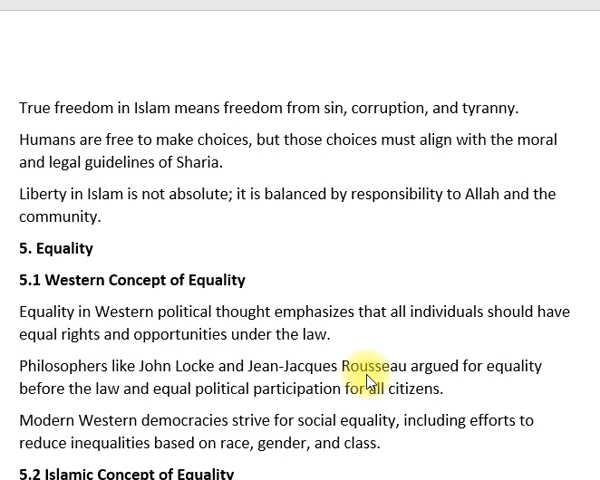 True freedom in Islam means freedom from sin, corruption, and tyranny.
Humans are free to make choices, but those choices must align with the moral
and legal guidelines of Sharia.
Liberty in Islam is not absolute; it is balanced by responsibility to Allah and the
community.
5. Equality
5.1 Western Concept of Equality
Equality in Western political thought emphasizes that all individuals should have
equal rights and opportunities under the law.
Philosophers like John Locke and Jean-Jacques Rousseau argued for equality
before the law and equal political participation for all citizens.
Modern Western democracies strive for social equality, including efforts to
reduce inequalities based on race, gender, and class.
5.2 Islamic Concept of Equality